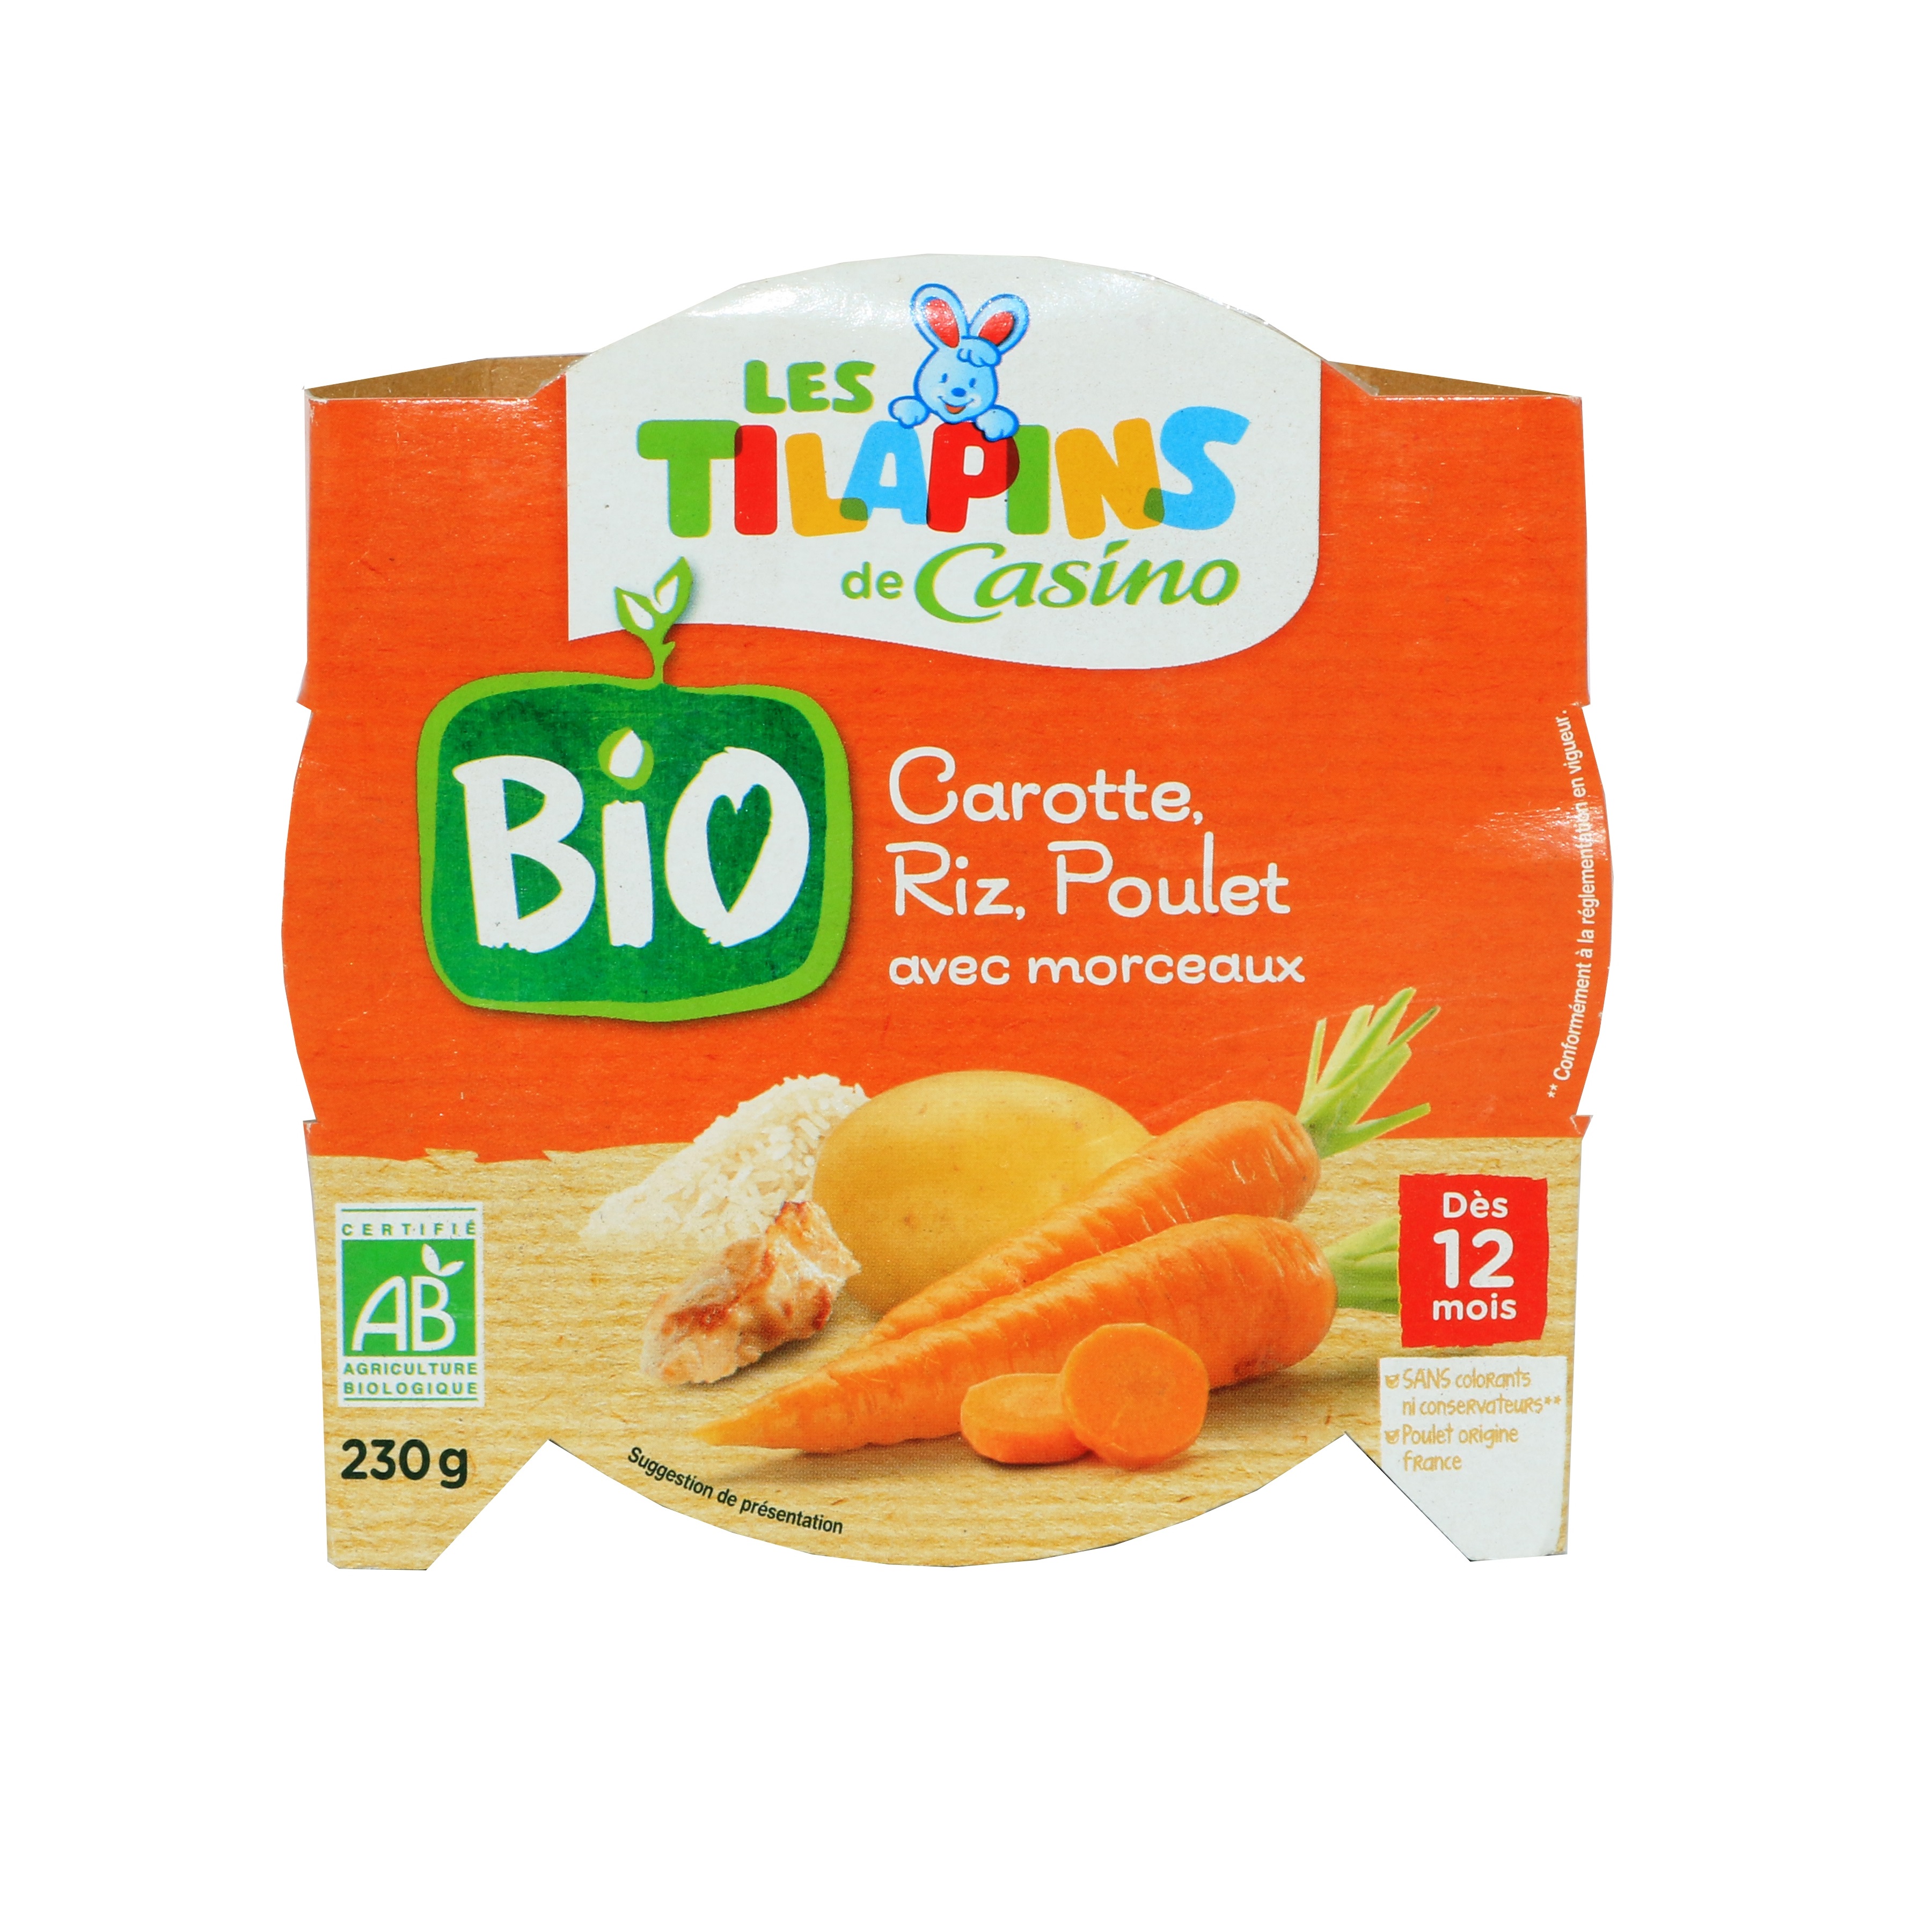 LES
TILAPINS
de Casino
BiO
Carotte,
Riz, Poulet
avec morceaux
** Conformément à la réglementation en vigueur.
CERTIFIÉ
AB
AGRICULTURE
BIOLOGIQUE
230g
Suggestion de présentation
Dès
12
mois
SANS colorants
ni conservateurs**
Poulet origine
france